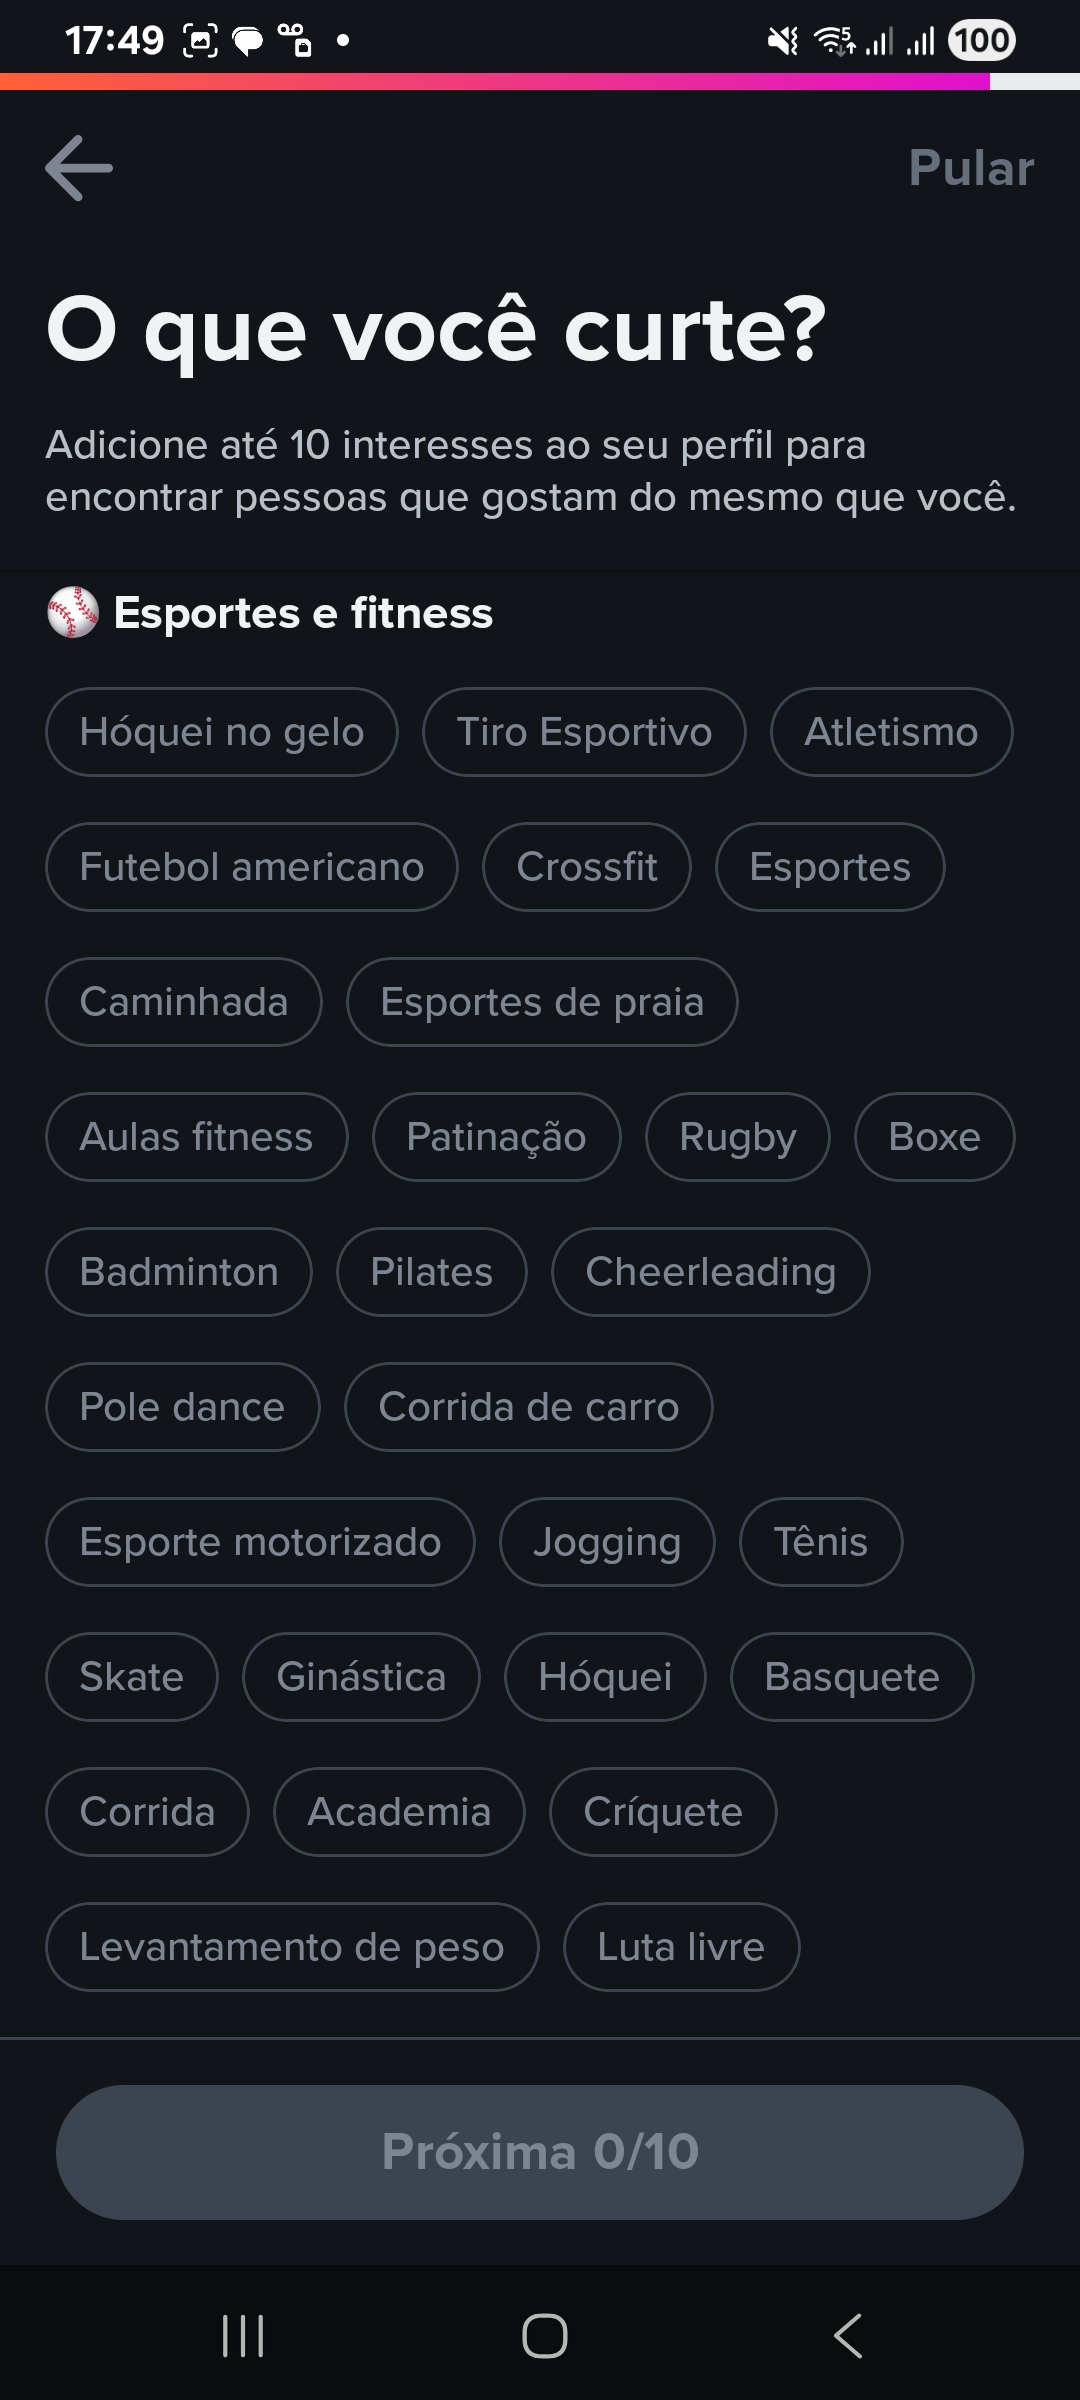 17:49
5
100
Pular
O que você curte?
Adicione até 10 interesses ao seu perfil para
encontrar pessoas que gostam do mesmo que você.
Esportes e fitness
Hóquei no gelo Tiro Esportivo Atletismo
Futebol americano Crossfit Esportes
Caminhada Esportes de praia
Aulas fitness Patinação Rugby Boxe
Badminton Pilates Cheerleading
Pole dance Corrida de carro
Esporte motorizado Jogging Tênis
Skate Ginástica Hóquei Basquete
Corrida Academia Críquete
Levantamento de peso Luta livre
Próxima 0/10